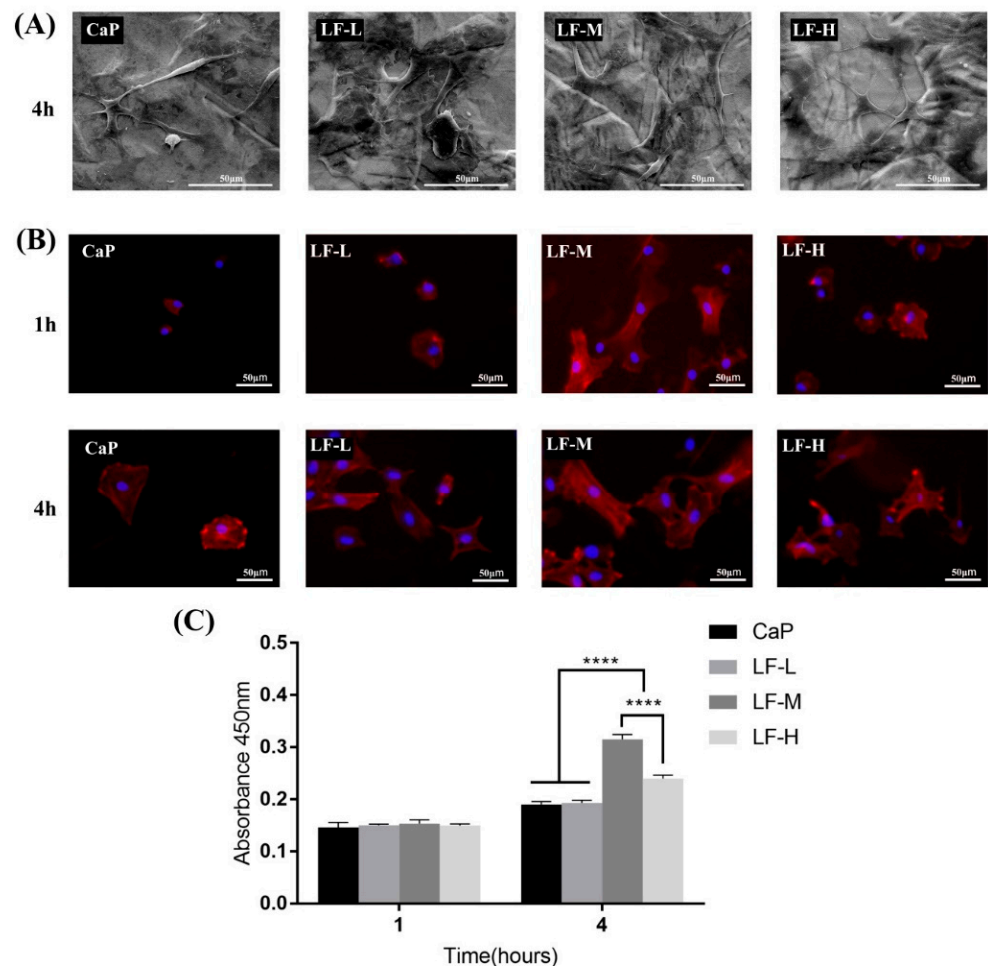 (A)
CaP
LF-L
LF-M
LF-H
4h
50μm
50μm
50μm
50μm
(B)
CaP
LF-L
LF-M
LF-H
1h
50μm
50μm
50μm
50μm
CaP
LF-L
LF-M
LF-H
4h
50μm
50μm
50μm
50μm
(C)
0.5
0.4
0.3
0.2
0.1
0.0
Absorbance 450nm
****
****
1
4
Time(hours)
CaP
LF-L
LF-M
LF-H